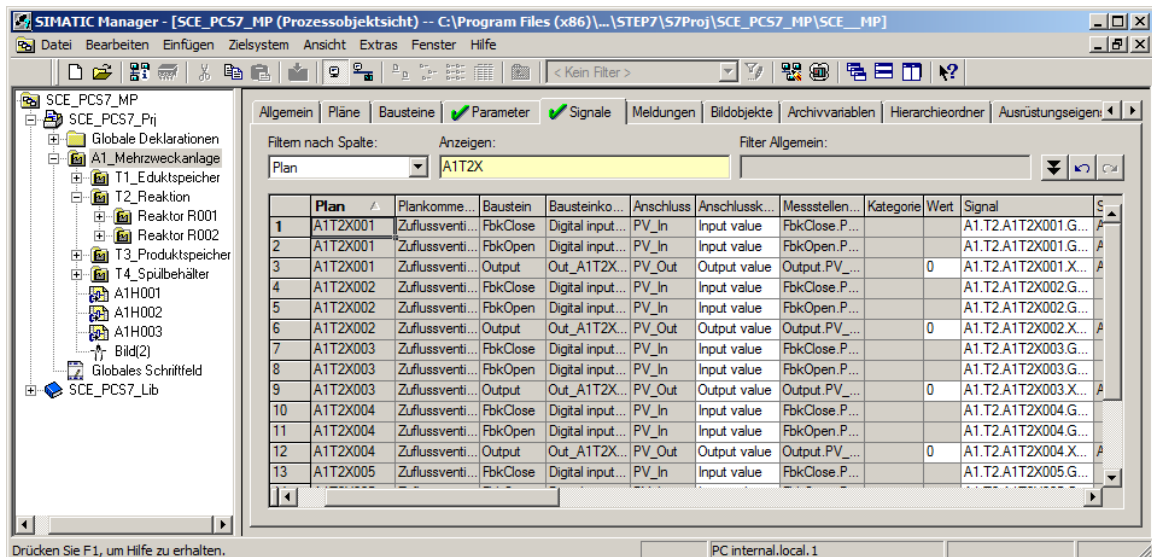 SIMATIC Manager - [SCE_PCS7_MP (Prozessobjektsicht) -- C:\Program Files (x86)\...\STEP7\S7Proj\SCE_PCS7_MP\SCE__MP]
Datei Bearbeiten Einfügen Zielsystem Ansicht Extras Fenster Hilfe
< Kein Filter >
SCE_PCS7_MP
SCE_PCS7_Prj
Globale Deklarationen
A1_Mehrzweckanlage
T1_Eduktspeicher
T2_Reaktion
Reaktor R001
Reaktor R002
T3_Produktspeicher
T4_Spülbehälter
A1H001
A1H002
A1H003
Bild(2)
Globales Schriftfeld
SCE_PCS7_Lib
Allgemein Pläne Bausteine Parameter Signale Meldungen Bildobjekte Archivvariablen Hierarchieordner Ausrüstungseigen
Filtern nach Spalte: Anzeigen: Filter Allgemein:
Plan A1T2X
Plan Plankomme... Baustein Bausteinko... Anschluss Anschlussk... Messstellen... Kategorie Wert Signal S
1 A1T2X001 Zuflussventi... FbkClose Digital input... PV_In Input value FbkClose.P... A1.T2.A1T2X001.G... A
2 A1T2X001 Zuflussventi... FbkOpen Digital input... PV_In Input value FbkOpen.P... A1.T2.A1T2X001.G...
3 A1T2X001 Zuflussventi... Output Out_A1T2X... PV_Out Output value Output.PV_... 0 A1.T2.A1T2X001.X... A
4 A1T2X002 Zuflussventi... FbkClose Digital input... PV_In Input value FbkClose.P... A1.T2.A1T2X002.G...
5 A1T2X002 Zuflussventi... FbkOpen Digital input... PV_In Input value FbkOpen.P... A1.T2.A1T2X002.G...
6 A1T2X002 Zuflussventi... Output Out_A1T2X... PV_Out Output value Output.PV_... 0 A1.T2.A1T2X002.X... A
7 A1T2X003 Zuflussventi... FbkClose Digital input... PV_In Input value FbkClose.P... A1.T2.A1T2X003.G...
8 A1T2X003 Zuflussventi... FbkOpen Digital input... PV_In Input value FbkOpen.P... A1.T2.A1T2X003.G...
9 A1T2X003 Zuflussventi... Output Out_A1T2X... PV_Out Output value Output.PV_... 0 A1.T2.A1T2X003.X... A
10 A1T2X004 Zuflussventi... FbkClose Digital input... PV_In Input value FbkClose.P... A1.T2.A1T2X004.G...
11 A1T2X004 Zuflussventi... FbkOpen Digital input... PV_In Input value FbkOpen.P... A1.T2.A1T2X004.G...
12 A1T2X004 Zuflussventi... Output Out_A1T2X... PV_Out Output value Output.PV_... 0 A1.T2.A1T2X004.X... A
13 A1T2X005 Zuflussventi... FbkClose Digital input... PV_In Input value FbkClose.P... A1.T2.A1T2X005.G...
Drücken Sie F1, um Hilfe zu erhalten. PC internal.local.1